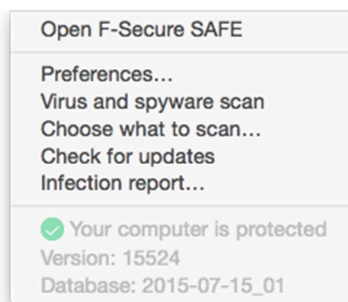 Open F-Secure SAFE
Preferences...
Virus and spyware scan
Choose what to scan...
Check for updates
Infection report...
Your computer is protected
Version: 15524
Database: 2015-07-15_01